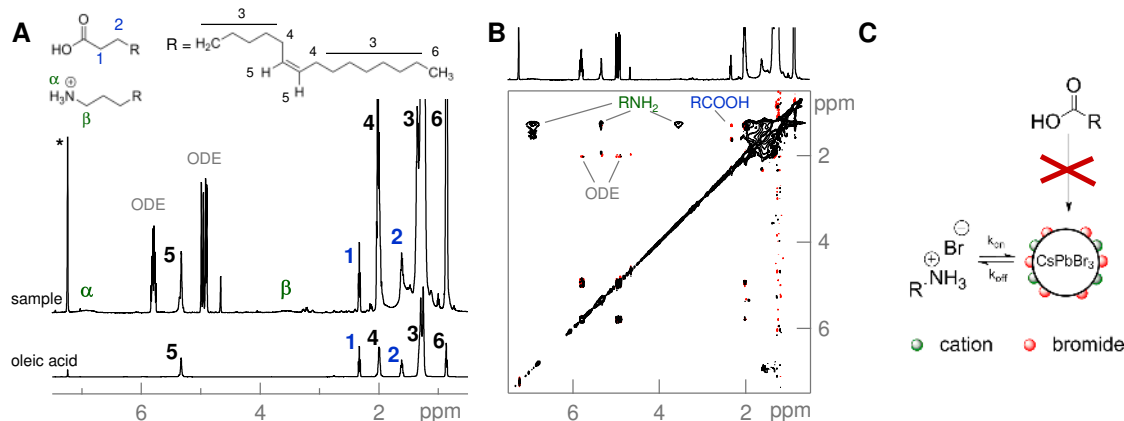 A
O
HO
2
1
R
R =
H₂C
3
4
4
3
6
CH₃
5
H
H
5
α
⊕
H₃N
R
β
*
ODE
ODE
4
3
6
5
1
2
sample
α
β
oleic acid
5
1
4
2
3
6
6
4
2
ppm
B
RNH₂
RCOOH
ODE
ppm
2
4
6
6
4
2
ppm
C
O
HO
R
Br
⊖
⊕
R
NH₃
kon
koff
CsPbBr₃
cation
bromide